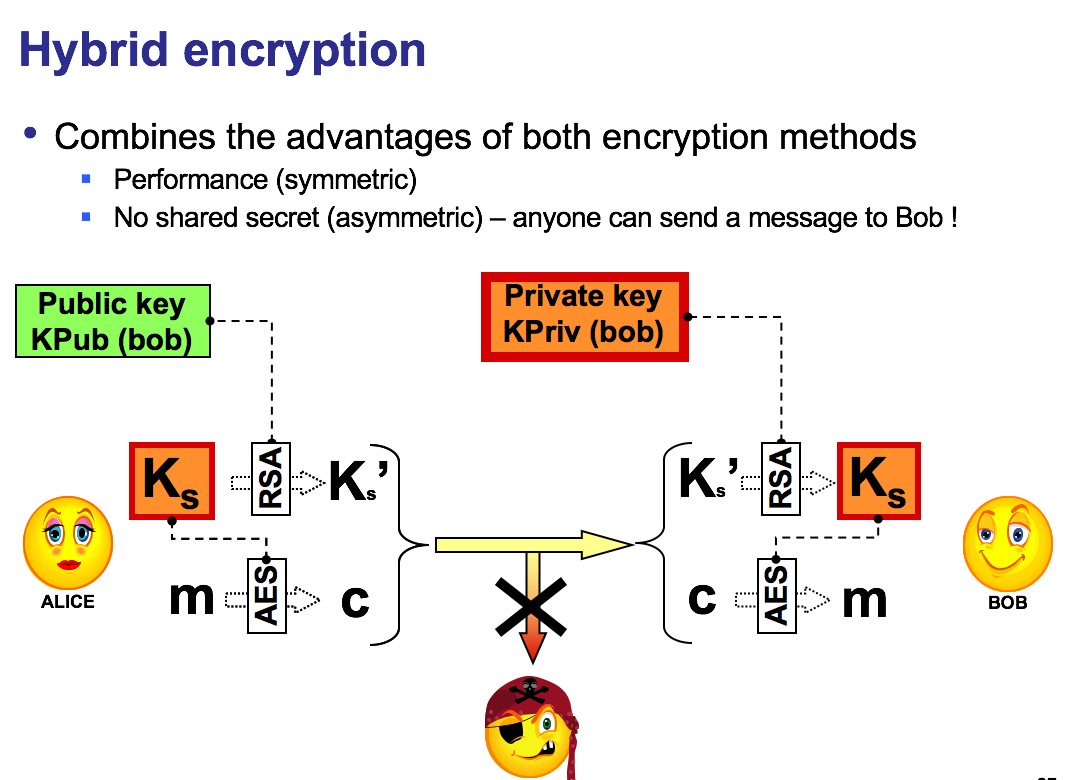 Hybrid encryption
• Combines the advantages of both encryption methods
▪ Performance (symmetric)
▪ No shared secret (asymmetric) – anyone can send a message to Bob !
Public key
KPub (bob)
Private key
KPriv (bob)
Ks
RSA
Ks’
Ks’
RSA
Ks
ALICE
m
AES
c
c
AES
m
BOB